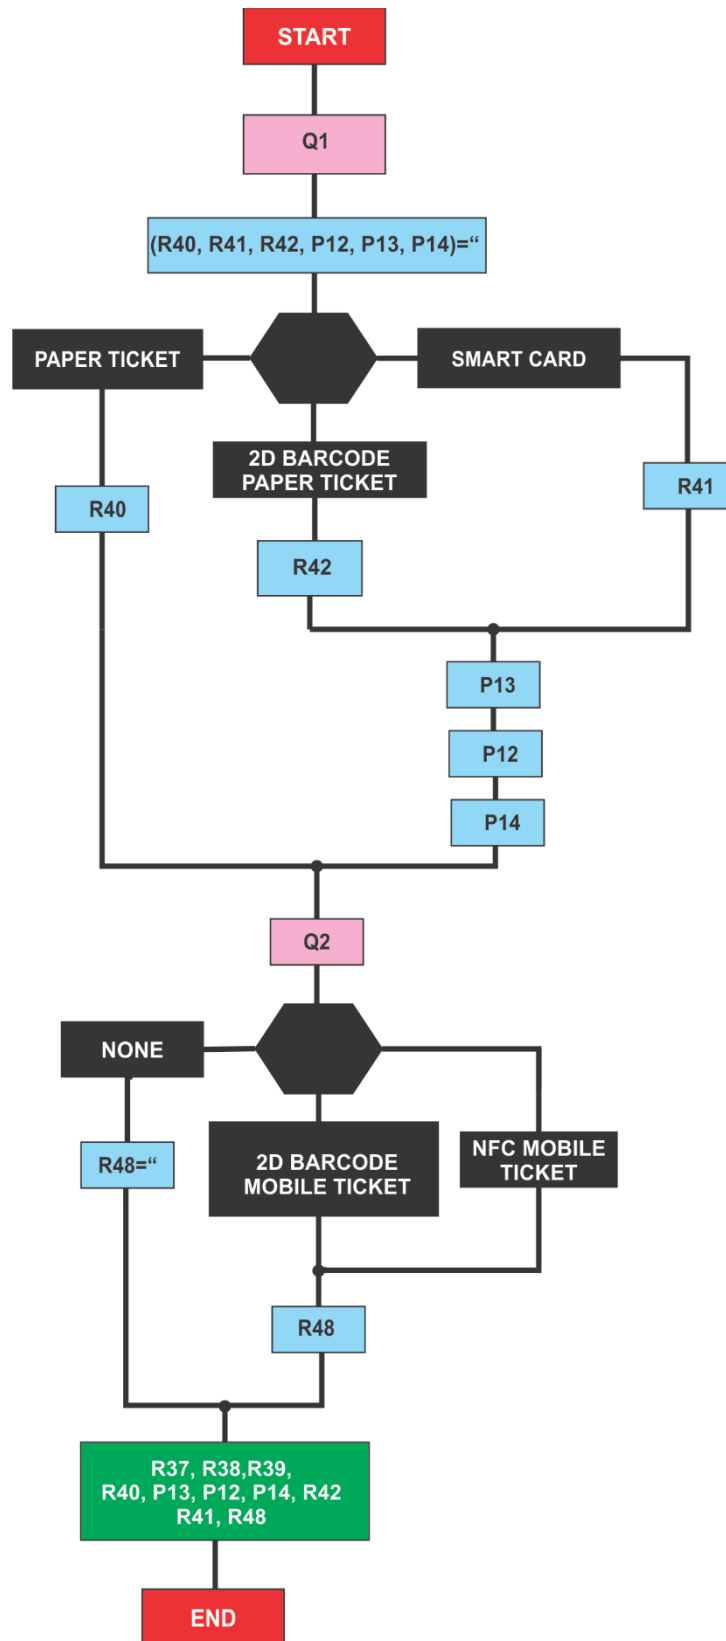 START
Q1
(R40, R41, R42, P12, P13, P14)=“
PAPER TICKET
SMART CARD
2D BARCODE
PAPER TICKET
R40
R41
R42
P13
P12
P14
Q2
NONE
2D BARCODE
MOBILE TICKET
NFC MOBILE
TICKET
R48=“
R48
R37, R38,R39,
R40, P13, P12, P14, R42
R41, R48
END